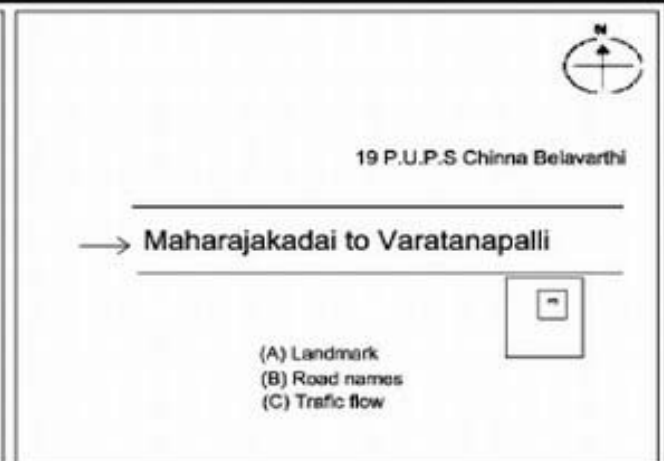 N
19 P.U.P.S Chinna Belavarthi
Maharajakadai to Varatanapalli
(A) Landmark
(B) Road names
(C) Trafic flow